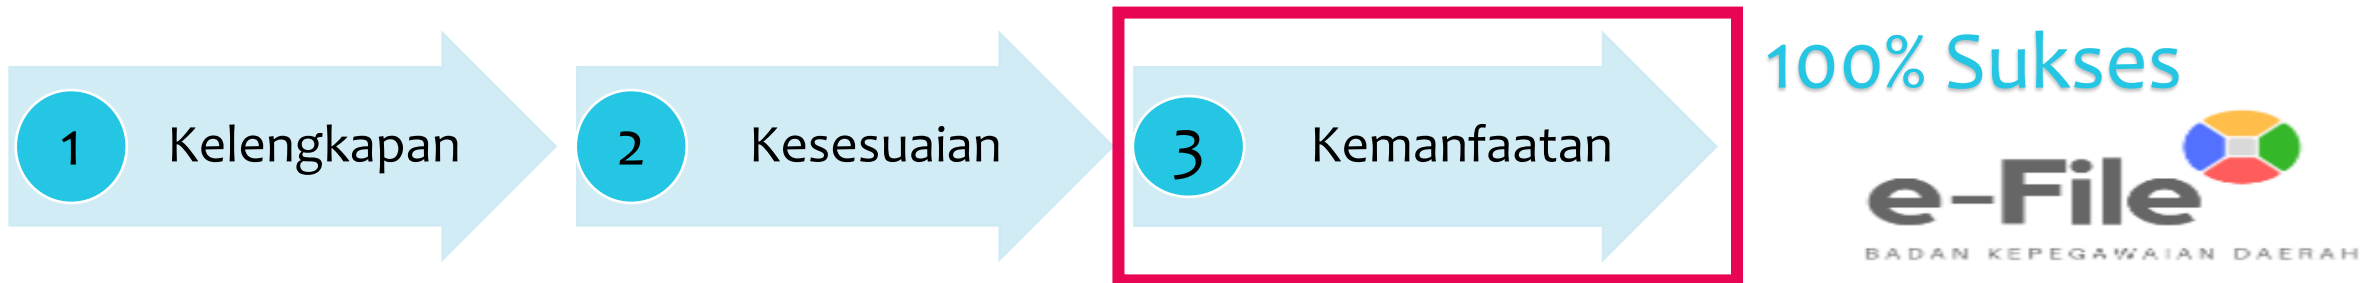 1 Kelengkapan
2 Kesesuaian
3 Kemanfaatan
100% Sukses
e-File
BADAN KEPEGAWAIAN DAERAH